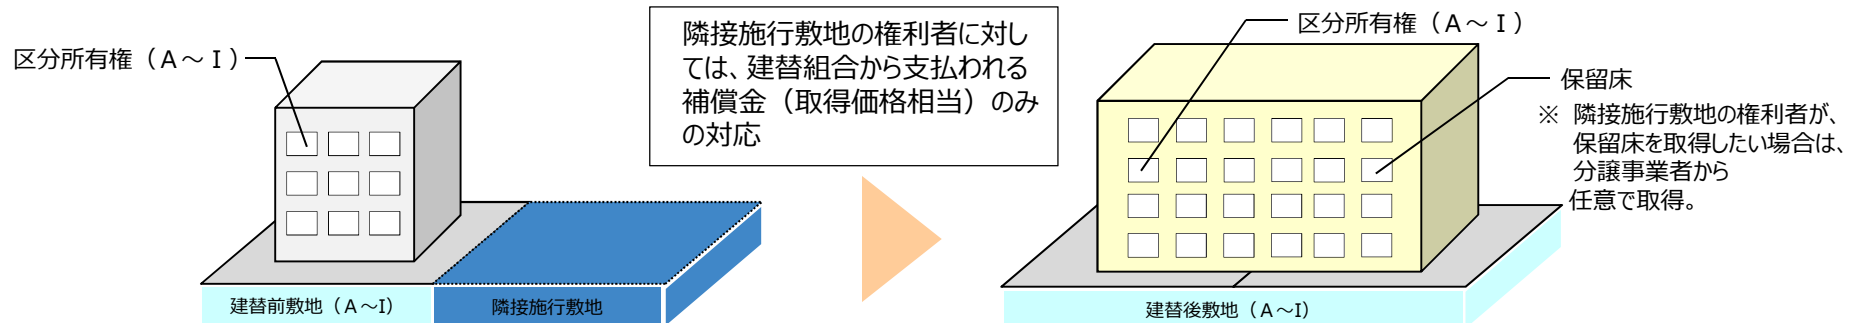 区分所有権（A～I）
隣接施行敷地の権利者に対し
ては、建替組合から支払われる
補償金（取得価格相当）のみ
の対応
建替前敷地（A～I）
隣接施行敷地
区分所有権（A～I）
保留床
※ 隣接施行敷地の権利者が、
保留床を取得したい場合は、
分譲事業者から
任意で取得。
建替後敷地（A～I）